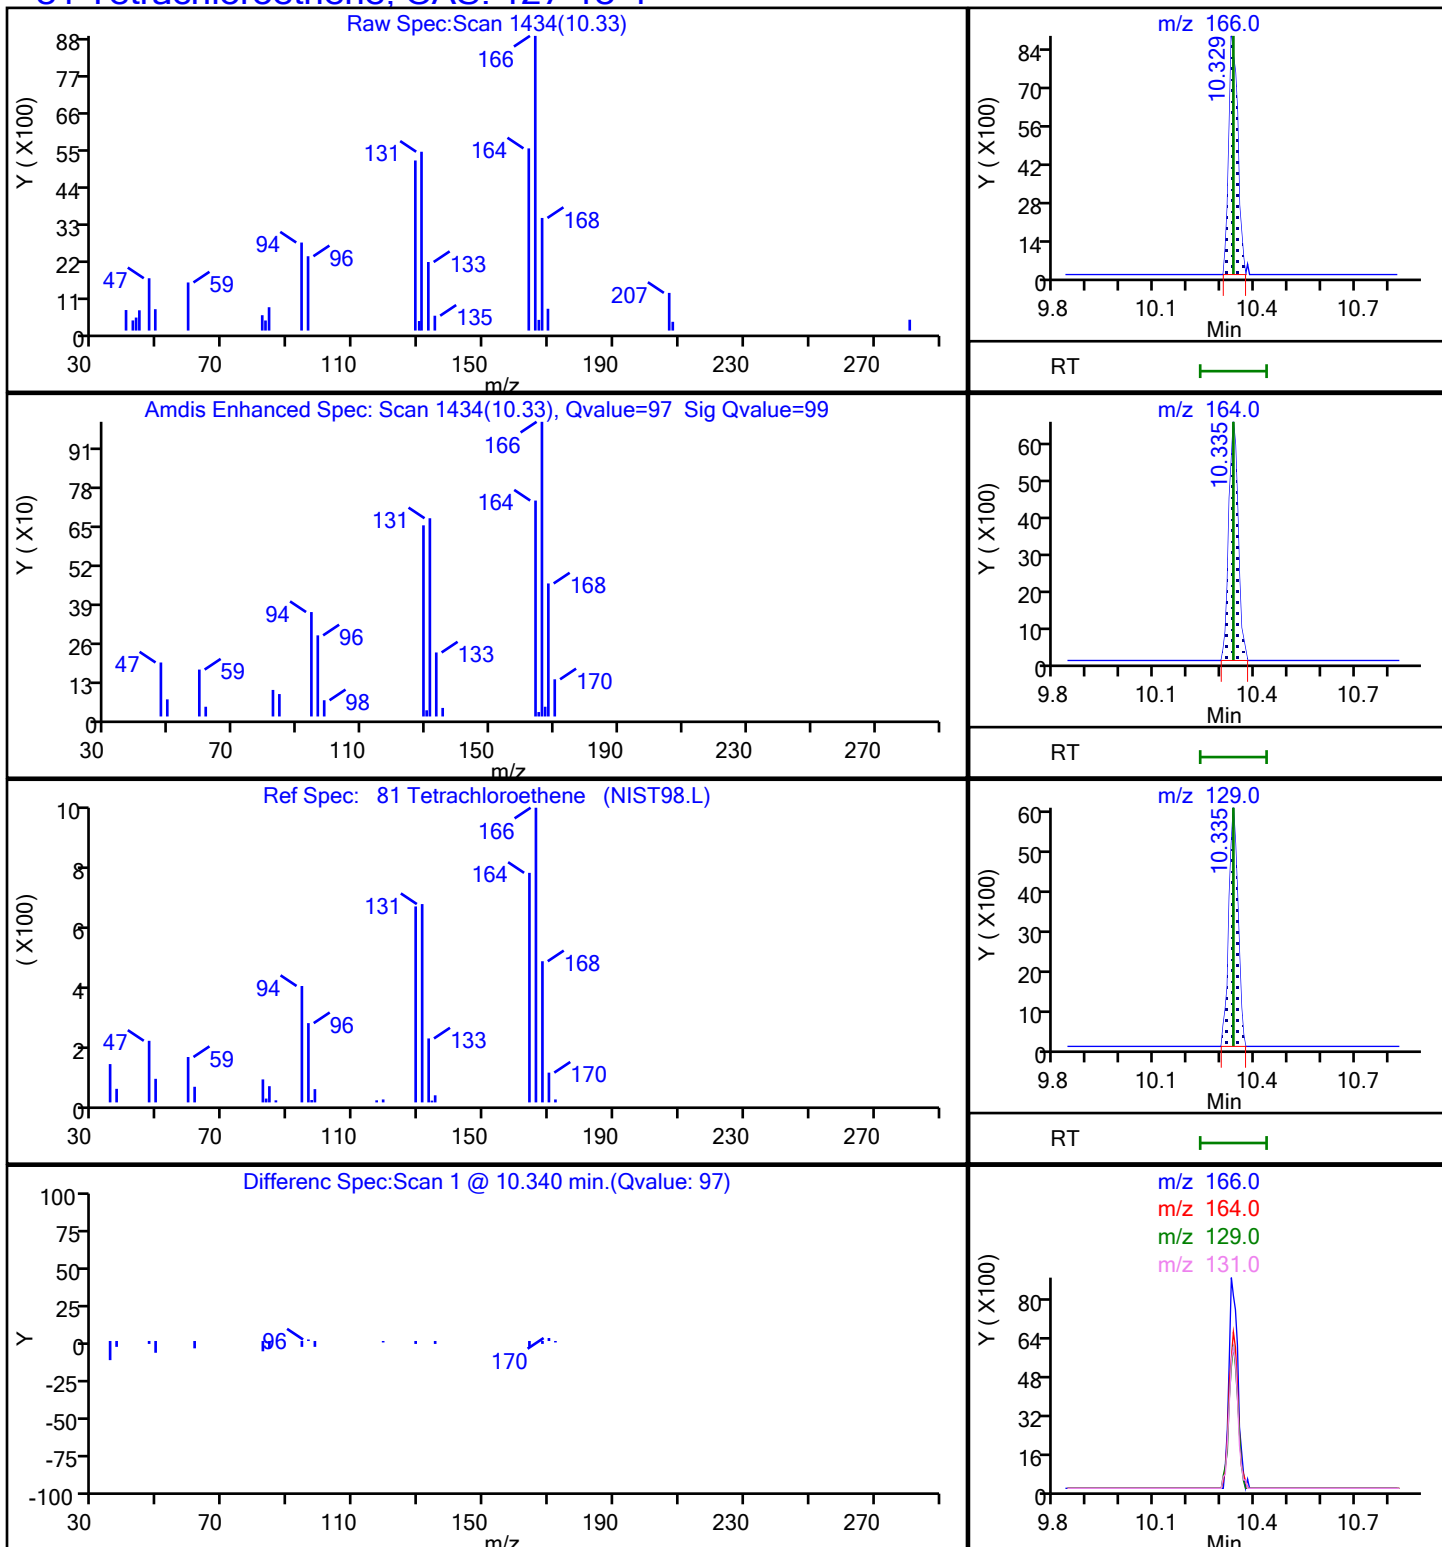 Raw Spec:Scan 1434(10.33)
Y ( X100)
88
77
66
55
44
33
22
11
0
47
59
94
96
131
133
135
164
166
168
207
30 70 110 150 190 230 270
m/z
m/z 166.0
Y ( X100)
84
70
56
42
28
14
0
10.329
9.8 10.1 10.4 10.7
Min
RT
Amdis Enhanced Spec: Scan 1434(10.33), Qvalue=97 Sig Qvalue=99
Y ( X10)
91
78
65
52
39
26
13
0
47
59
94
96
98
131
133
164
166
168
170
30 70 110 150 190 230 270
m/z
m/z 164.0
Y ( X100)
60
50
40
30
20
10
0
10.335
9.8 10.1 10.4 10.7
Min
RT
Ref Spec: 81 Tetrachloroethene (NIST98.L)
( X100)
10
8
6
4
2
0
47
59
94
96
131
133
164
166
168
170
30 70 110 150 190 230 270
m/z 129.0
Y ( X100)
60
50
40
30
20
10
0
10.335
9.8 10.1 10.4 10.7
Min
RT
Differenc Spec:Scan 1 @ 10.340 min.(Qvalue: 97)
Y
100
75
50
25
0
-25
-50
-75
-100
96
170
30 70 110 150 190 230 270
m/z
m/z 166.0
m/z 164.0
m/z 129.0
m/z 131.0
Y ( X100)
80
64
48
32
16
0
9.8 10.1 10.4 10.7
Min